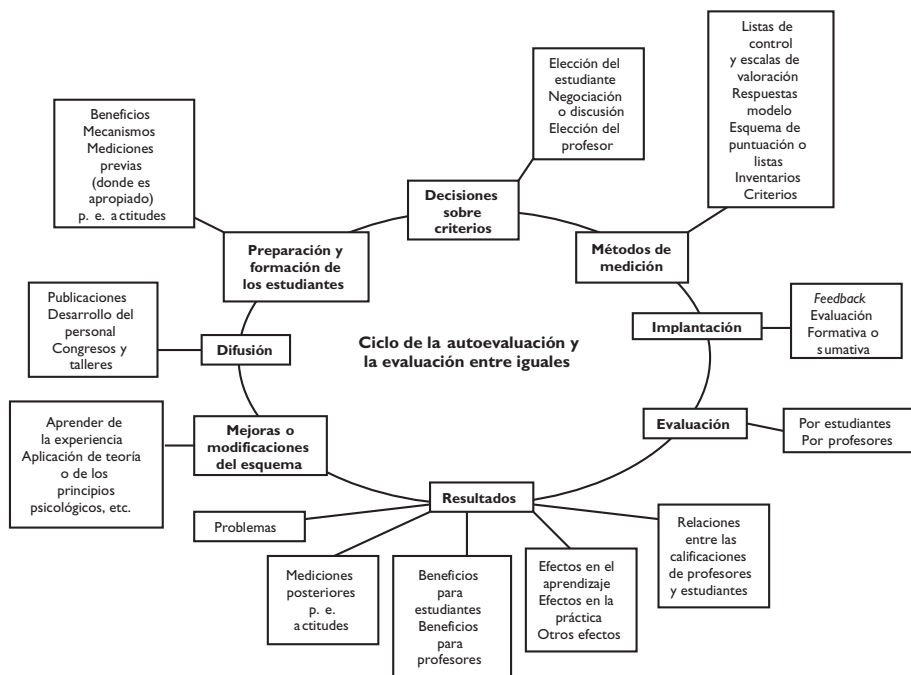 Listas de
control
y escalas de
valoración
Respuestas
modelo
Esquema de
puntuación o
listas
Inventarios
Criterios
Elección del
estudiante
Negociación
o discusión
Elección del
profesor
Beneficios
Mecanismos
Mediciones
previas
(donde es
apropiado)
p. e. actitudes
Decisiones
sobre
criterios
Preparación y
formación de
los estudiantes
Métodos de
medición
Publicaciones
Desarrollo del
personal
Congresos y
talleres
Difusión
Ciclo de la autoevaluación y
la evaluación entre iguales
Implantación
Feedback
Evaluación
Formativa o
sumativa
Aprender de
la experiencia
Aplicación de teoría
o de los
principios
psicológicos, etc.
Mejoras o
modificaciones
del esquema
Evaluación
Por estudiantes
Por profesores
Resultados
Problemas
Mediciones
posteriores
p. e.
actitudes
Beneficios
para
estudiantes
Beneficios
para
profesores
Efectos en el
aprendizaje
Efectos en la
práctica
Otros efectos
Relaciones
entre las
calificaciones
de profesores
y estudiantes